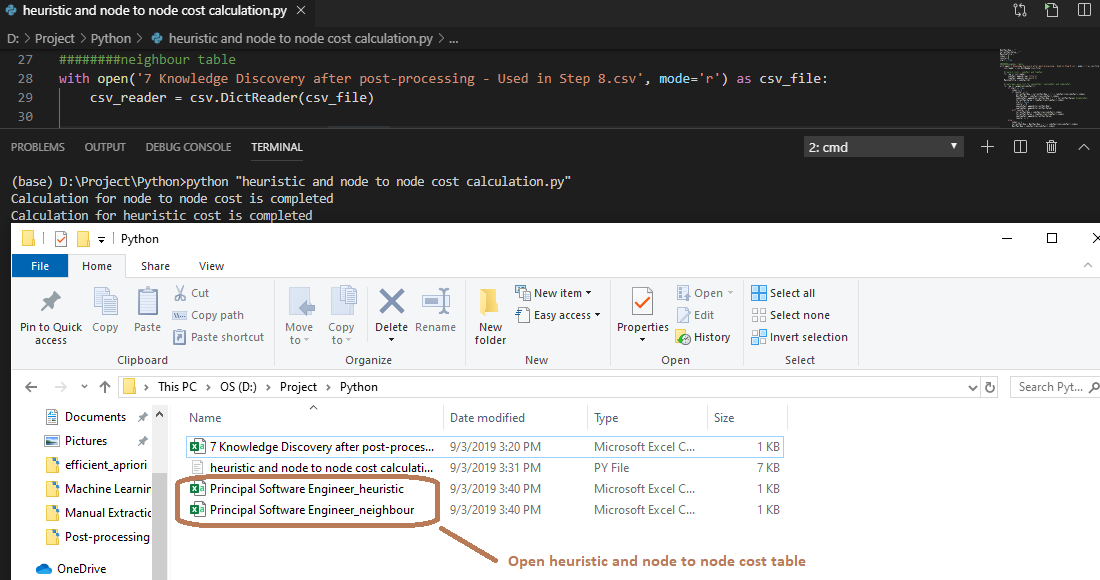 heuristic and node to node cost calculation.py
D: > Project > Python > heuristic and node to node cost calculation.py > ...
27 ########neighbour table
28 with open('7 Knowledge Discovery after post-processing - Used in Step 8.csv', mode='r') as csv_file:
29 csv_reader = csv.DictReader(csv_file)
30
PROBLEMS OUTPUT DEBUG CONSOLE TERMINAL 2: cmd
(base) D:\Project\Python>python "heuristic and node to node cost calculation.py"
Calculation for node to node cost is completed
Calculation for heuristic cost is completed
Python
File Home Share View
Pin to Quick access
Copy
Paste
Cut
Copy path
Paste shortcut
Clipboard
Move to
Copy to
Delete
Rename
Organize
New folder
New item
Easy access
New
Properties
Open
Edit
History
Open
Select all
Select none
Invert selection
Select
This PC > OS (D:) > Project > Python Search Pyt...
Documents
Pictures
efficient_apriori
Machine Learnin
Manual Extractic
Post-processing
OneDrive
Name Date modified Type Size
7 Knowledge Discovery after post-proces... 9/3/2019 3:20 PM Microsoft Excel C... 1 KB
heuristic and node to node cost calculati... 9/3/2019 3:31 PM PY File 7 KB
Principal Software Engineer_heuristic 9/3/2019 3:40 PM Microsoft Excel C... 1 KB
Principal Software Engineer_neighbour 9/3/2019 3:40 PM Microsoft Excel C... 1 KB
Open heuristic and node to node cost table